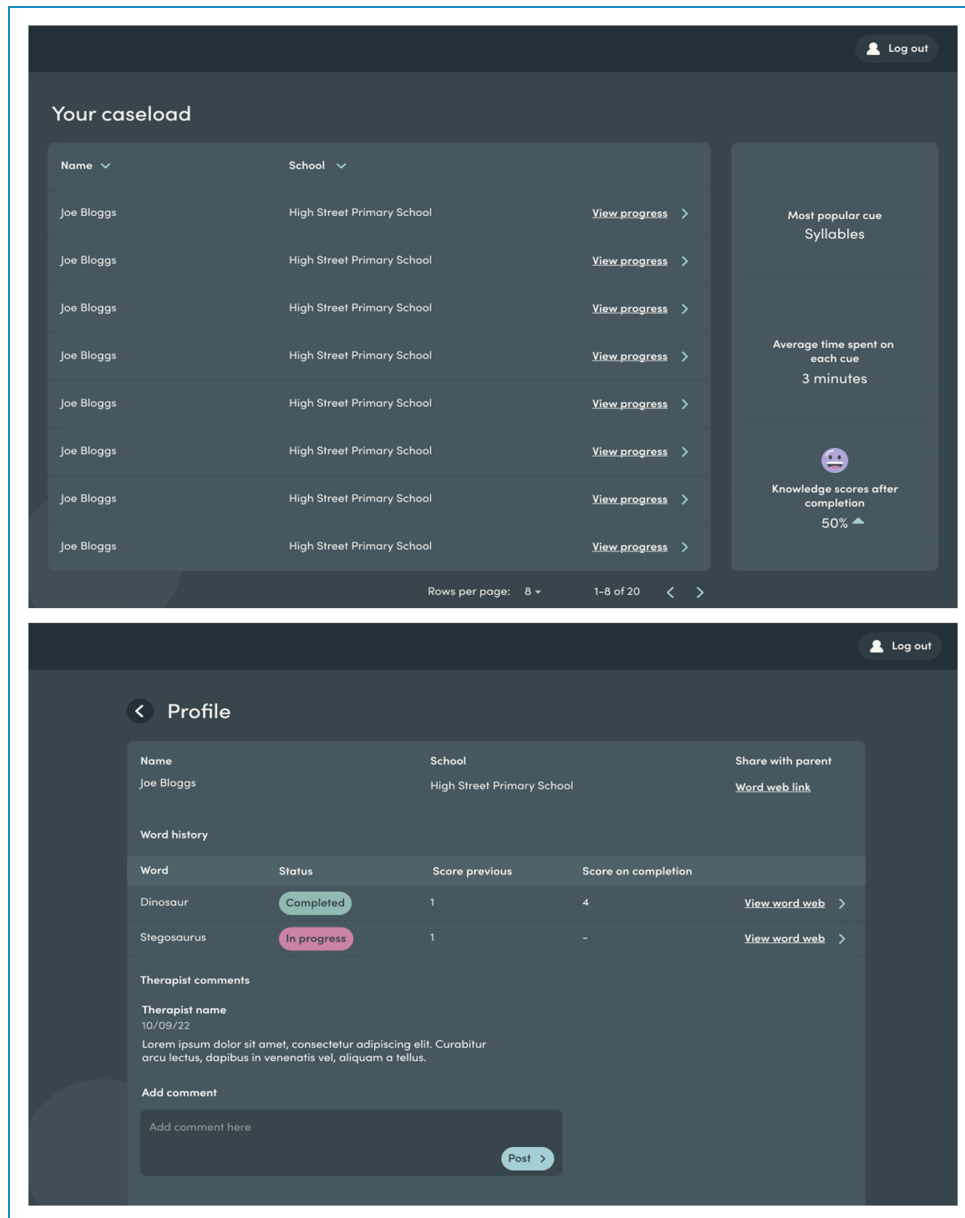 Log out
Your caseload
Name School
Joe Bloggs High Street Primary School View progress
Joe Bloggs High Street Primary School View progress
Joe Bloggs High Street Primary School View progress
Joe Bloggs High Street Primary School View progress
Joe Bloggs High Street Primary School View progress
Joe Bloggs High Street Primary School View progress
Joe Bloggs High Street Primary School View progress
Joe Bloggs High Street Primary School View progress
Most popular cue
Syllables
Average time spent on
each cue
3 minutes
Knowledge scores after
completion
50%
Rows per page: 8 1-8 of 20
Log out
Profile
Name School Share with parent
Joe Bloggs High Street Primary School Word web link
Word history
Word Status Score previous Score on completion
Dinosaur Completed 1 4 View word web
Stegosaurus In progress 1 - View word web
Therapist comments
Therapist name
10/09/22
Lorem ipsum dolor sit amet, consectetur adipiscing elit. Curabitur
arcu lectus, dapibus in venenatis vel, aliquam a tellus.
Add comment
Add comment here
Post